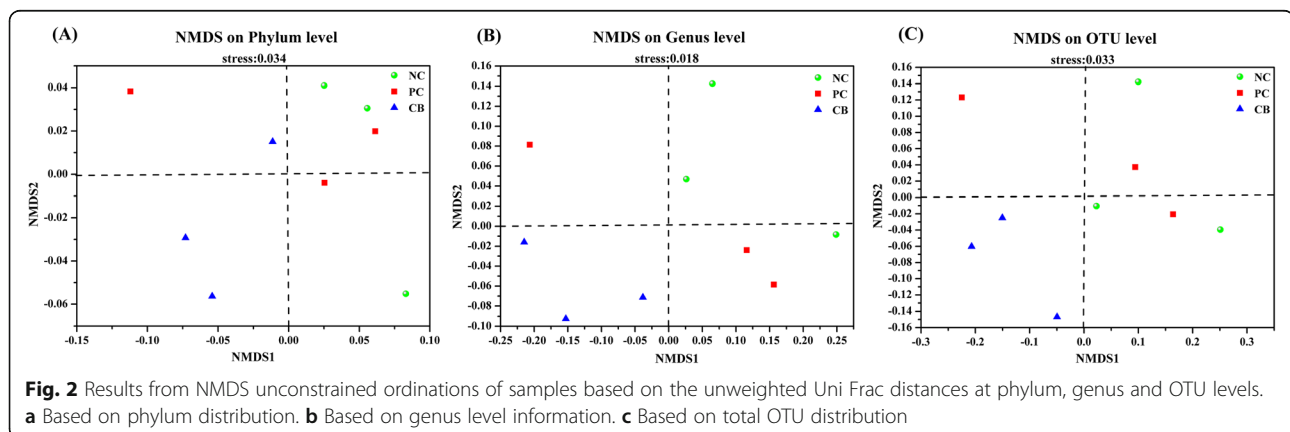 (A)
NMDS on Phylum level
stress:0.034
NC
PC
CB
0.04
0.02
0.00
-0.02
-0.04
-0.06
NMDS2
-0.15
-0.10
-0.05
0.00
0.05
0.10
NMDS1
(B)
NMDS on Genus level
stress:0.018
NC
PC
CB
0.16
0.14
0.12
0.10
0.08
0.06
0.04
0.02
0.00
-0.02
-0.04
-0.06
-0.08
-0.10
NMDS2
-0.25
-0.20
-0.15
-0.10
-0.05
0.00
0.05
0.10
0.15
0.20
0.25
NMDS1
(C)
NMDS on OTU level
stress:0.033
NC
PC
CB
0.16
0.14
0.12
0.10
0.08
0.06
0.04
0.02
0.00
-0.02
-0.04
-0.06
-0.08
-0.10
-0.12
-0.14
-0.16
NMDS2
-0.3
-0.2
-0.1
0.0
0.1
0.2
0.3
NMDS1
Fig. 2 Results from NMDS unconstrained ordinations of samples based on the unweighted Uni Frac distances at phylum, genus and OTU levels.
a Based on phylum distribution. b Based on genus level information. c Based on total OTU distribution